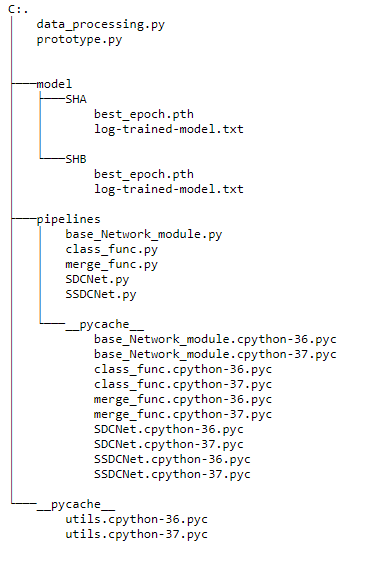 C:.
data_processing.py
prototype.py
model
SHA
best_epoch.pth
log-trained-model.txt
SHB
best_epoch.pth
log-trained-model.txt
pipelines
base_Network_module.py
class_func.py
merge_func.py
SDCNet.py
SSDCNet.py
__pycache__
base_Network_module.cpython-36.pyc
base_Network_module.cpython-37.pyc
class_func.cpython-36.pyc
class_func.cpython-37.pyc
merge_func.cpython-36.pyc
merge_func.cpython-37.pyc
SDCNet.cpython-36.pyc
SDCNet.cpython-37.pyc
SSDCNet.cpython-36.pyc
SSDCNet.cpython-37.pyc
__pycache__
utils.cpython-36.pyc
utils.cpython-37.pyc